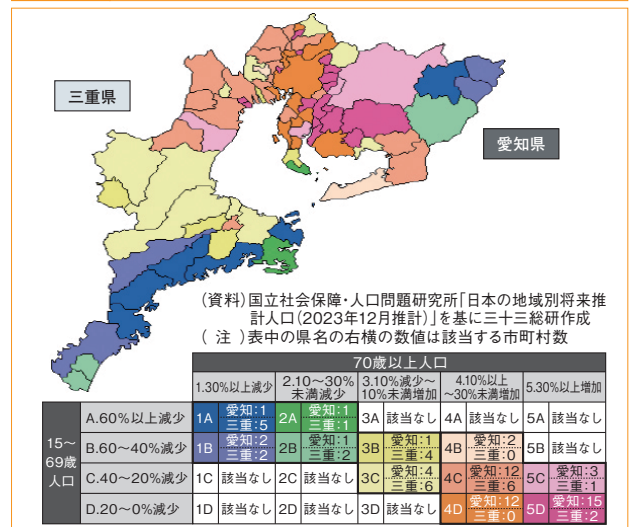 三重県
愛知県
(資料)国立社会保障・人口問題研究所「日本の地域別将来推
計人口(2023年12月推計)」を基に三十三総研作成
( 注 )表中の県名の右横の数値は該当する市町村数
70歳以上人口
1.30%以上減少 2.10~30%未満減少 3.10%減少~10%未満増加 4.10%以上~30%未満増加 5.30%以上増加
15~69歳人口
A.60%以上減少 1A 愛知:1 三重:5 2A 愛知:1 三重:1 3A 該当なし 4A 該当なし 5A 該当なし
B.60~40%減少 1B 愛知:2 三重:2 2B 愛知:1 三重:2 3B 愛知:1 三重:4 4B 愛知:2 三重:0 5B 該当なし
C.40~20%減少 1C 該当なし 2C 該当なし 3C 愛知:4 三重:6 4C 愛知:12 三重:6 5C 愛知:3 三重:1
D.20~0%減少 1D 該当なし 2D 該当なし 3D 該当なし 4D 愛知:12 三重:0 5D 愛知:15 三重:2